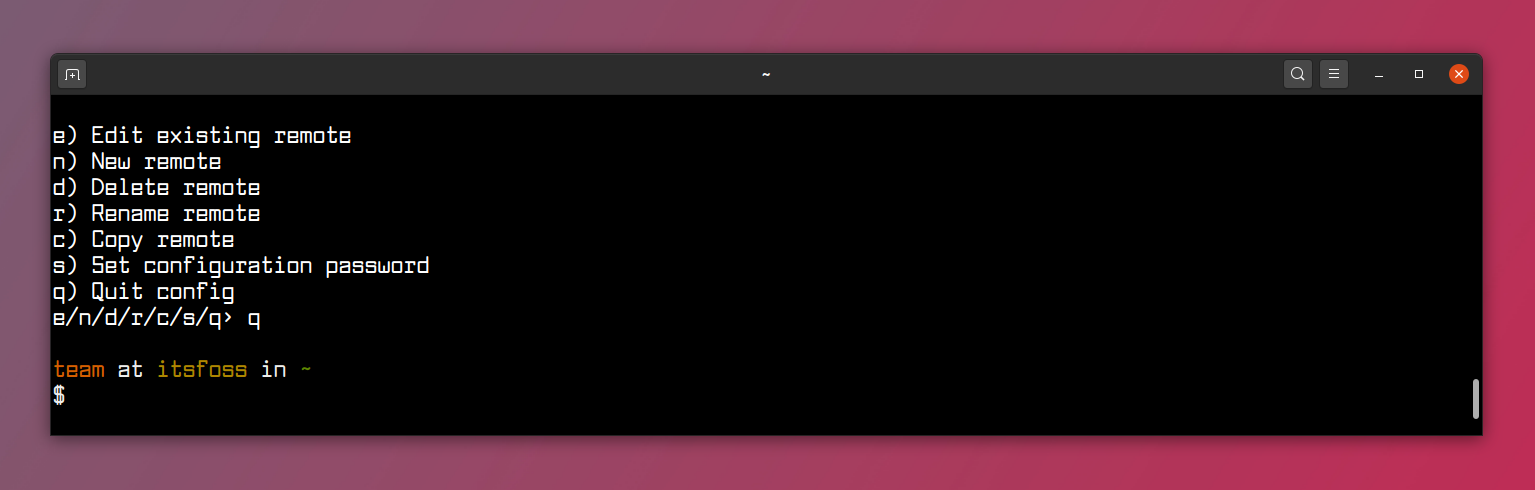 ~
e) Edit existing remote
n) New remote
d) Delete remote
r) Rename remote
c) Copy remote
s) Set configuration password
q) Quit config
e/n/d/r/c/s/q> q
team at itsfoss in ~
$